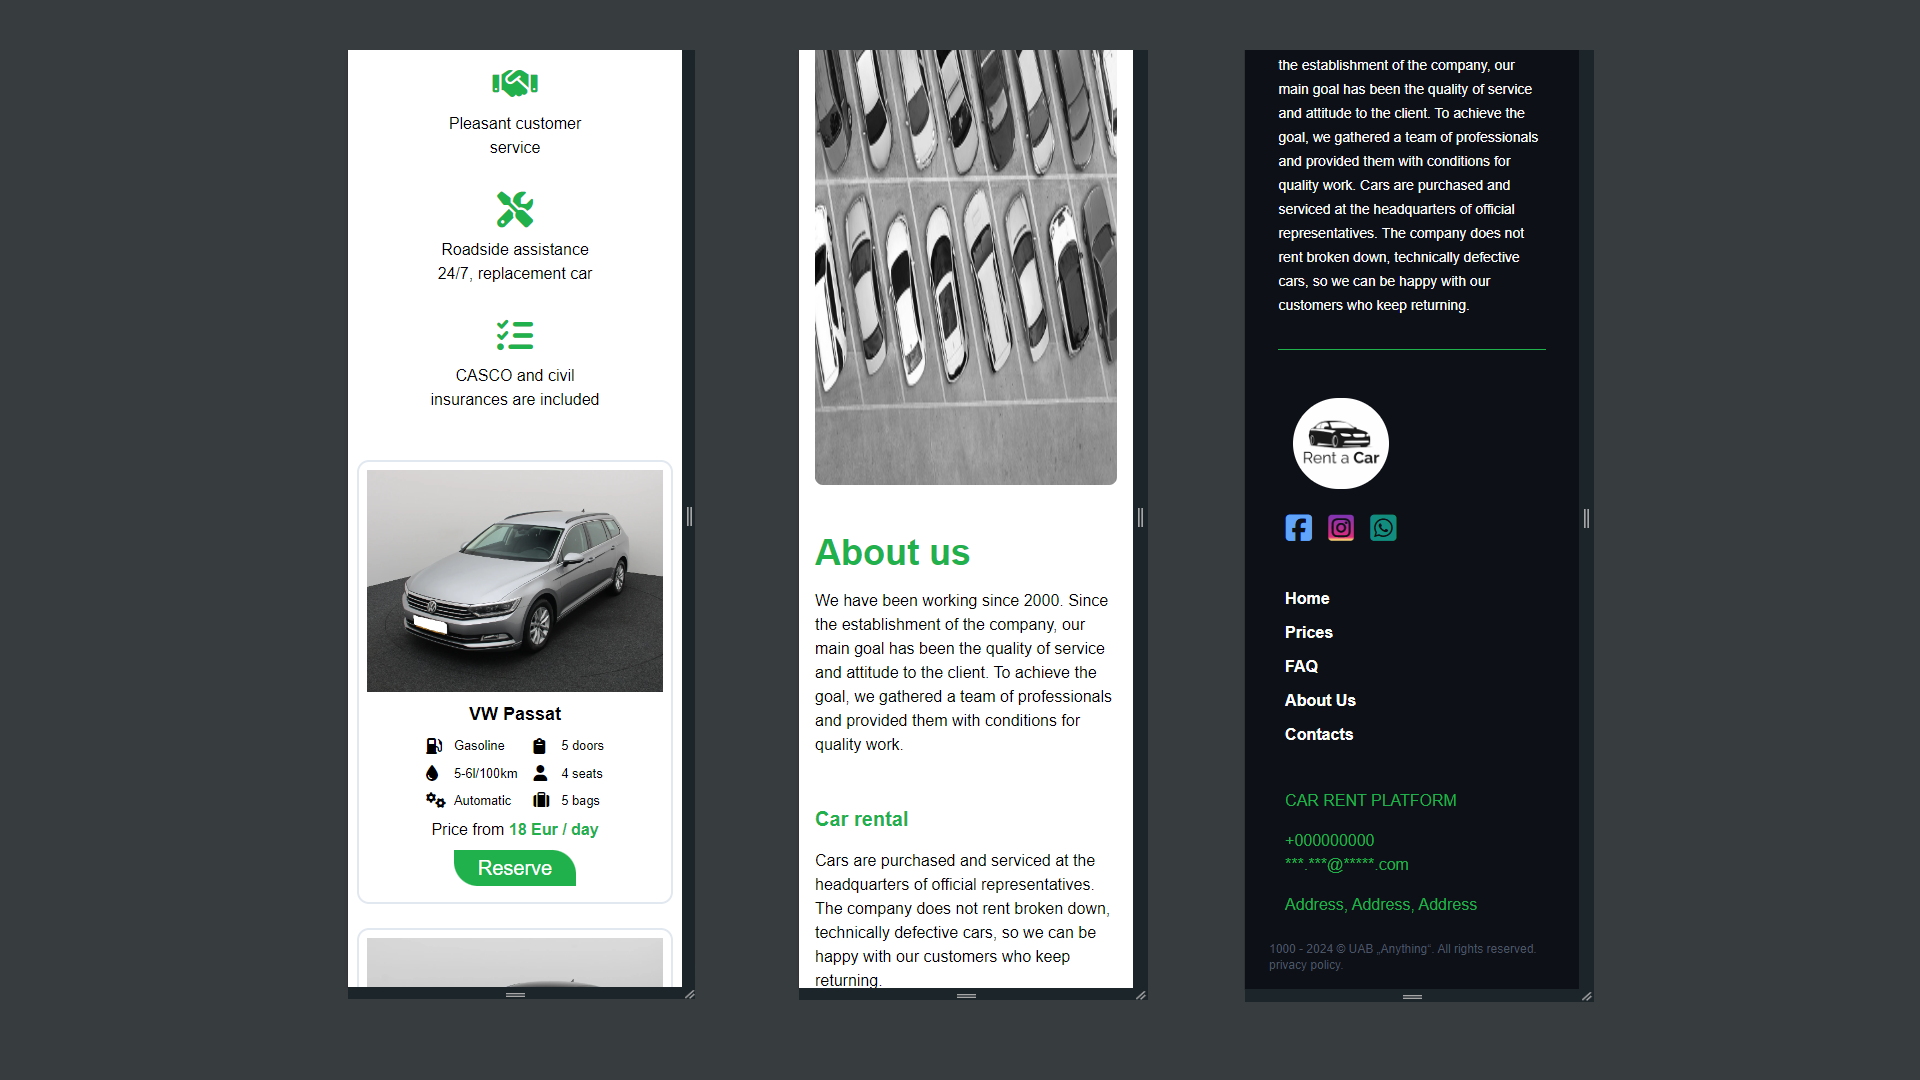 Pleasant customer
service
Roadside assistance
24/7, replacement car
CASCO and civil
insurances are included
VW Passat
Gasoline 5 doors
5-6l/100km 4 seats
Automatic 5 bags
Price from 18 Eur / day
Reserve
About us
We have been working since 2000. Since
the establishment of the company, our
main goal has been the quality of service
and attitude to the client. To achieve the
goal, we gathered a team of professionals
and provided them with conditions for
quality work.
Car rental
Cars are purchased and serviced at the
headquarters of official representatives.
The company does not rent broken down,
technically defective cars, so we can be
happy with our customers who keep
returning.
the establishment of the company, our
main goal has been the quality of service
and attitude to the client. To achieve the
goal, we gathered a team of professionals
and provided them with conditions for
quality work. Cars are purchased and
serviced at the headquarters of official
representatives. The company does not
rent broken down, technically defective
cars, so we can be happy with our
customers who keep returning.
Rent a Car
Home
Prices
FAQ
About Us
Contacts
CAR RENT PLATFORM
+000000000
***.***@*****.com
Address, Address, Address
1000 - 2024 © UAB „Anything“. All rights reserved.
privacy policy.